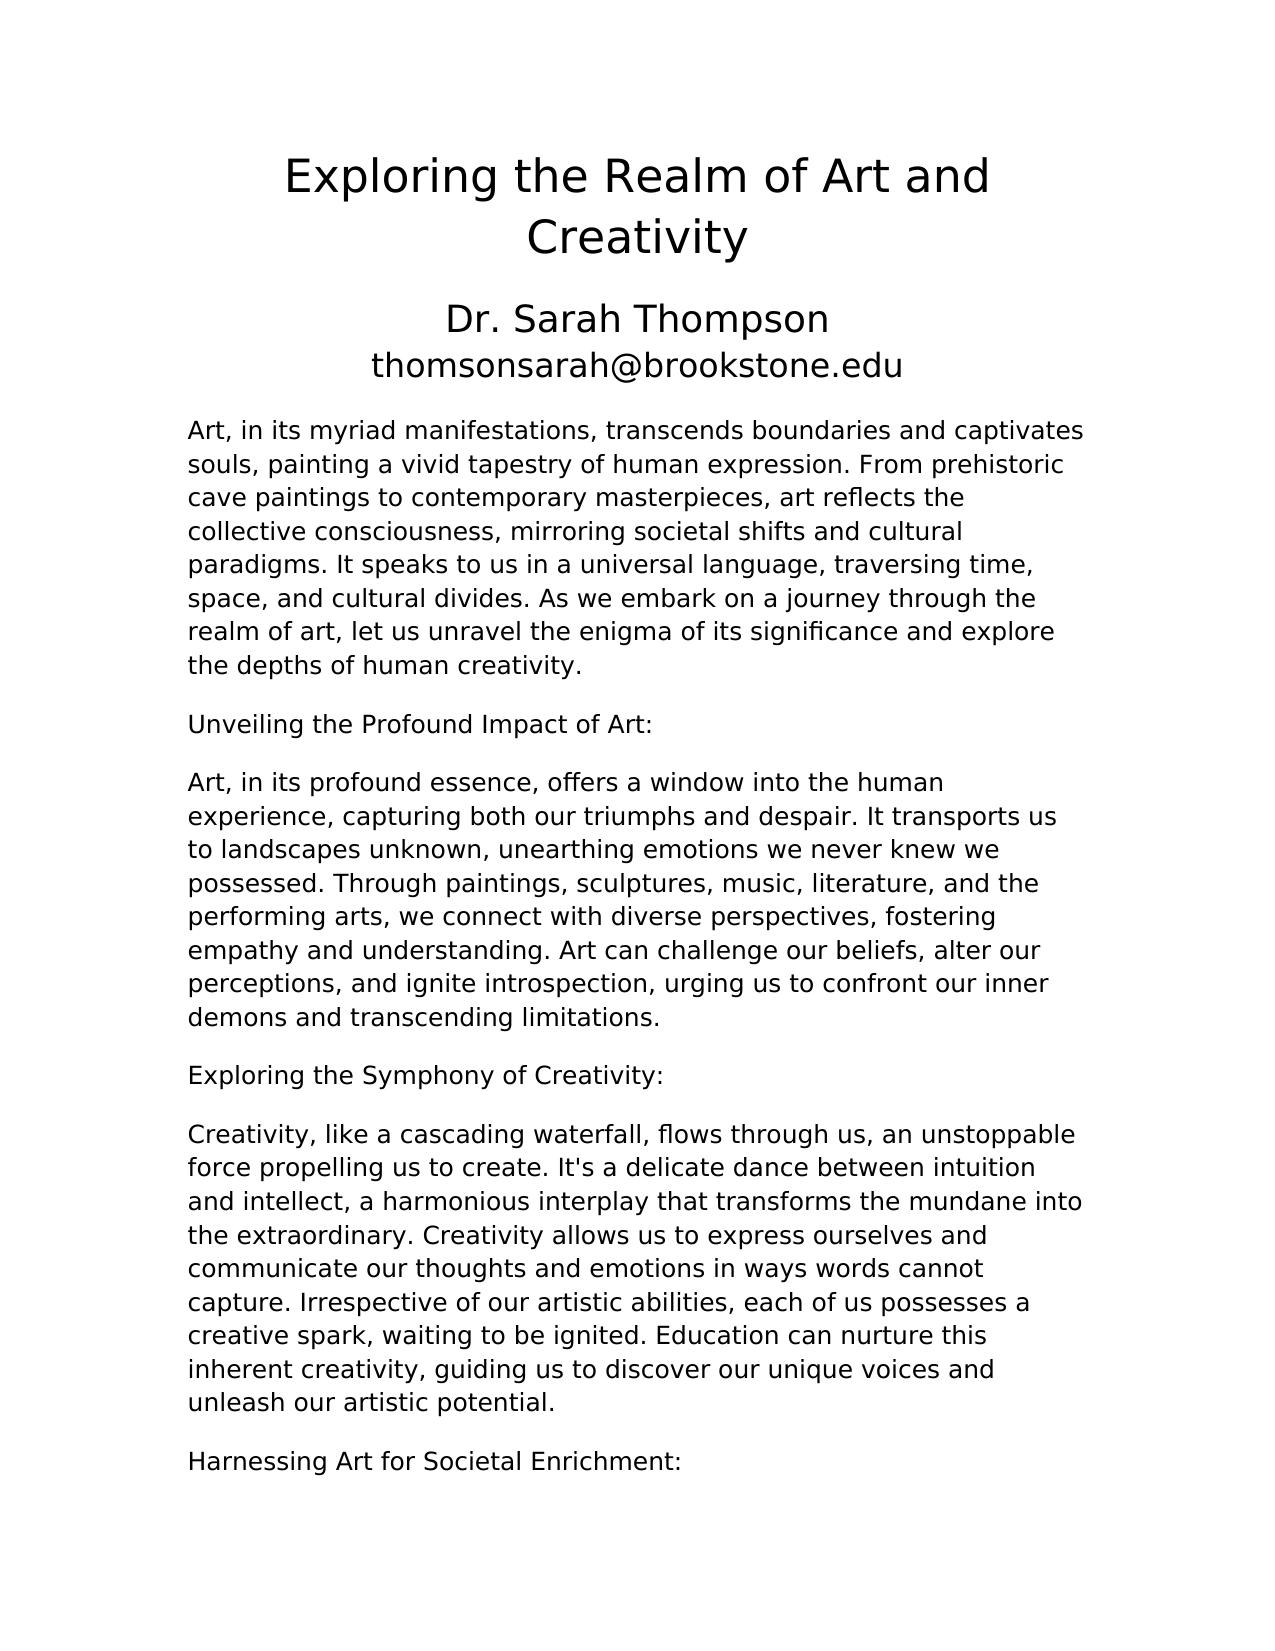 Exploring the Realm of Art and
Creativity
Dr. Sarah Thompson
thomsonsarah@brookstone.edu
Art, in its myriad manifestations, transcends boundaries and captivates
souls, painting a vivid tapestry of human expression. From prehistoric
cave paintings to contemporary masterpieces, art reflects the
collective consciousness, mirroring societal shifts and cultural
paradigms. It speaks to us in a universal language, traversing time,
space, and cultural divides. As we embark on a journey through the
realm of art, let us unravel the enigma of its significance and explore
the depths of human creativity.
Unveiling the Profound Impact of Art:
Art, in its profound essence, offers a window into the human
experience, capturing both our triumphs and despair. It transports us
to landscapes unknown, unearthing emotions we never knew we
possessed. Through paintings, sculptures, music, literature, and the
performing arts, we connect with diverse perspectives, fostering
empathy and understanding. Art can challenge our beliefs, alter our
perceptions, and ignite introspection, urging us to confront our inner
demons and transcending limitations.
Exploring the Symphony of Creativity:
Creativity, like a cascading waterfall, flows through us, an unstoppable
force propelling us to create. It's a delicate dance between intuition
and intellect, a harmonious interplay that transforms the mundane into
the extraordinary. Creativity allows us to express ourselves and
communicate our thoughts and emotions in ways words cannot
capture. Irrespective of our artistic abilities, each of us possesses a
creative spark, waiting to be ignited. Education can nurture this
inherent creativity, guiding us to discover our unique voices and
unleash our artistic potential.
Harnessing Art for Societal Enrichment: